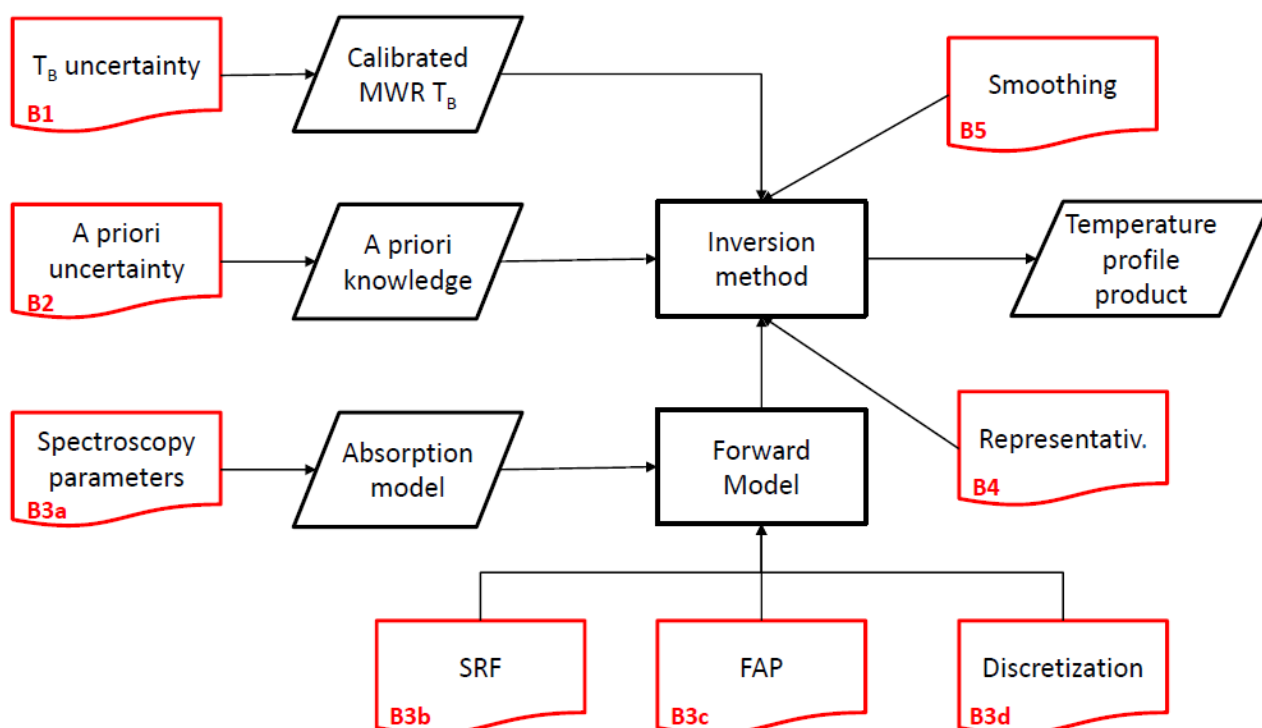 T_B uncertainty
B1
Calibrated
MWR T_B
Smoothing
B5
A priori
uncertainty
B2
A priori
knowledge
Inversion
method
Temperature
profile
product
Spectroscopy
parameters
B3a
Absorption
model
Forward
Model
Representativ.
B4
SRF
B3b
FAP
B3c
Discretization
B3d